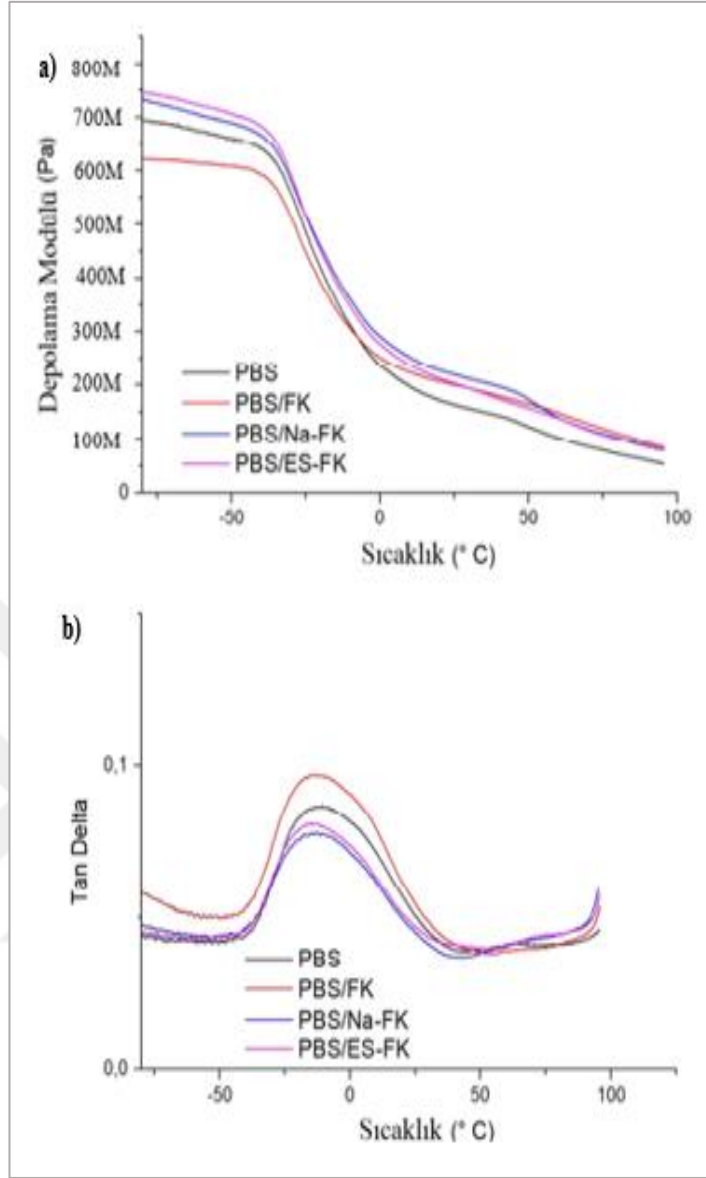 a)
800M
700M
600M
500M
400M
300M
200M
100M
0
Depolama Modülü (Pa)
PBS
PBS/FK
PBS/Na-FK
PBS/ES-FK
-50
0
50
100
Sıcaklık (° C)
b)
0,1
0,0
Tan Delta
PBS
PBS/FK
PBS/Na-FK
PBS/ES-FK
-50
0
50
100
Sıcaklık (° C)